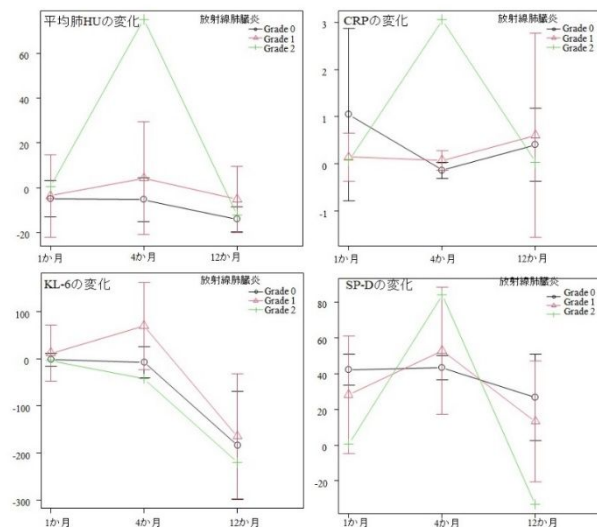 平均肺HUの変化
放射線肺臓炎
Grade 0
Grade 1
Grade 2
80
60
40
20
0
-20
1か月
4か月
12か月
CRPの変化
放射線肺臓炎
Grade 0
Grade 1
Grade 2
3
2
1
0
-1
1か月
4か月
12か月
KL-6の変化
放射線肺臓炎
Grade 0
Grade 1
Grade 2
100
0
-100
-200
-300
1か月
4か月
12か月
SP-Dの変化
放射線肺臓炎
Grade 0
Grade 1
Grade 2
80
60
40
20
0
-20
1か月
4か月
12か月